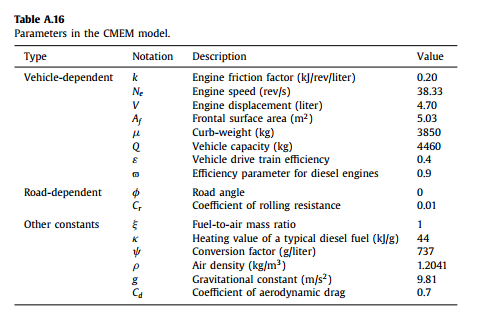 Table A.16
Parameters in the CMEM model.
Type Notation Description Value
Vehicle-dependent k Engine friction factor (kJ/rev/liter) 0.20
Nₑ Engine speed (rev/s) 38.33
V Engine displacement (liter) 4.70
A_f Frontal surface area (m²) 5.03
μ Curb-weight (kg) 3850
Q Vehicle capacity (kg) 4460
ε Vehicle drive train efficiency 0.4
ϖ Efficiency parameter for diesel engines 0.9
Road-dependent ϕ Road angle 0
Cᵣ Coefficient of rolling resistance 0.01
Other constants ξ Fuel-to-air mass ratio 1
κ Heating value of a typical diesel fuel (kJ/g) 44
ψ Conversion factor (g/liter) 737
ρ Air density (kg/m³) 1.2041
g Gravitational constant (m/s²) 9.81
C_d Coefficient of aerodynamic drag 0.7